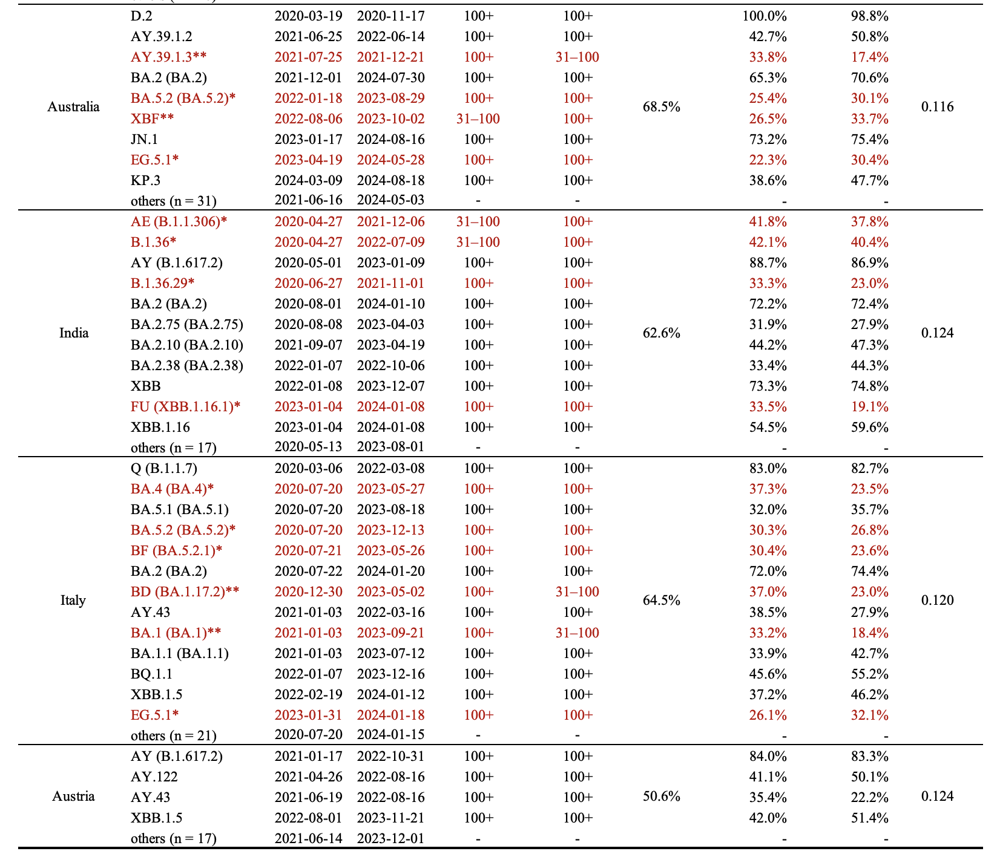 D.2 2020-03-19 2020-11-17 100+ 100+ 100.0% 98.8%
AY.39.1.2 2021-06-25 2022-06-14 100+ 100+ 42.7% 50.8%
AY.39.1.3** 2021-07-25 2021-12-21 100+ 31–100 33.8% 17.4%
BA.2 (BA.2) 2021-12-01 2024-07-30 100+ 100+ 65.3% 70.6%
BA.5.2 (BA.5.2)* 2022-01-18 2023-08-29 100+ 100+ 25.4% 30.1%
Australia 68.5% 0.116
XBF** 2022-08-06 2023-10-02 31–100 100+ 26.5% 33.7%
JN.1 2023-01-17 2024-08-16 100+ 100+ 73.2% 75.4%
EG.5.1* 2023-04-19 2024-05-28 100+ 100+ 22.3% 30.4%
KP.3 2024-03-09 2024-08-18 100+ 100+ 38.6% 47.7%
others (n = 31) 2021-06-16 2024-05-03 - - - -
AE (B.1.1.306)* 2020-04-27 2021-12-06 31–100 100+ 41.8% 37.8%
B.1.36* 2020-04-27 2022-07-09 31–100 100+ 42.1% 40.4%
AY (B.1.617.2) 2020-05-01 2023-01-09 100+ 100+ 88.7% 86.9%
B.1.36.29* 2020-06-27 2021-11-01 100+ 100+ 33.3% 23.0%
BA.2 (BA.2) 2020-08-01 2024-01-10 100+ 100+ 72.2% 72.4%
BA.2.75 (BA.2.75) 2020-08-08 2023-04-03 100+ 100+ 31.9% 27.9%
India 62.6% 0.124
BA.2.10 (BA.2.10) 2021-09-07 2023-04-19 100+ 100+ 44.2% 47.3%
BA.2.38 (BA.2.38) 2022-01-07 2022-10-06 100+ 100+ 33.4% 44.3%
XBB 2022-01-08 2023-12-07 100+ 100+ 73.3% 74.8%
FU (XBB.1.16.1)* 2023-01-04 2024-01-08 100+ 100+ 33.5% 19.1%
XBB.1.16 2023-01-04 2024-01-08 100+ 100+ 54.5% 59.6%
others (n = 17) 2020-05-13 2023-08-01 - - - -
Q (B.1.1.7) 2020-03-06 2022-03-08 100+ 100+ 83.0% 82.7%
BA.4 (BA.4)* 2020-07-20 2023-05-27 100+ 100+ 37.3% 23.5%
BA.5.1 (BA.5.1) 2020-07-20 2023-08-18 100+ 100+ 32.0% 35.7%
BA.5.2 (BA.5.2)* 2020-07-20 2023-12-13 100+ 100+ 30.3% 26.8%
BF (BA.5.2.1)* 2020-07-21 2023-05-26 100+ 100+ 30.4% 23.6%
BA.2 (BA.2) 2020-07-22 2024-01-20 100+ 100+ 72.0% 74.4%
BD (BA.1.17.2)** 2020-12-30 2023-05-02 100+ 31–100 37.0% 23.0%
Italy 64.5% 0.120
AY.43 2021-01-03 2022-03-16 100+ 100+ 38.5% 27.9%
BA.1 (BA.1)** 2021-01-03 2023-09-21 100+ 31–100 33.2% 18.4%
BA.1.1 (BA.1.1) 2021-01-03 2023-07-12 100+ 100+ 33.9% 42.7%
BQ.1.1 2022-01-07 2023-12-16 100+ 100+ 45.6% 55.2%
XBB.1.5 2022-02-19 2024-01-12 100+ 100+ 37.2% 46.2%
EG.5.1* 2023-01-31 2024-01-18 100+ 100+ 26.1% 32.1%
others (n = 21) 2020-07-20 2024-01-15 - - - -
AY (B.1.617.2) 2021-01-17 2022-10-31 100+ 100+ 84.0% 83.3%
AY.122 2021-04-26 2022-08-16 100+ 100+ 41.1% 50.1%
Austria AY.43 2021-06-19 2022-08-16 100+ 100+ 50.6% 35.4% 22.2% 0.124
XBB.1.5 2022-08-01 2023-11-21 100+ 100+ 42.0% 51.4%
others (n = 17) 2021-06-14 2023-12-01 - - - -